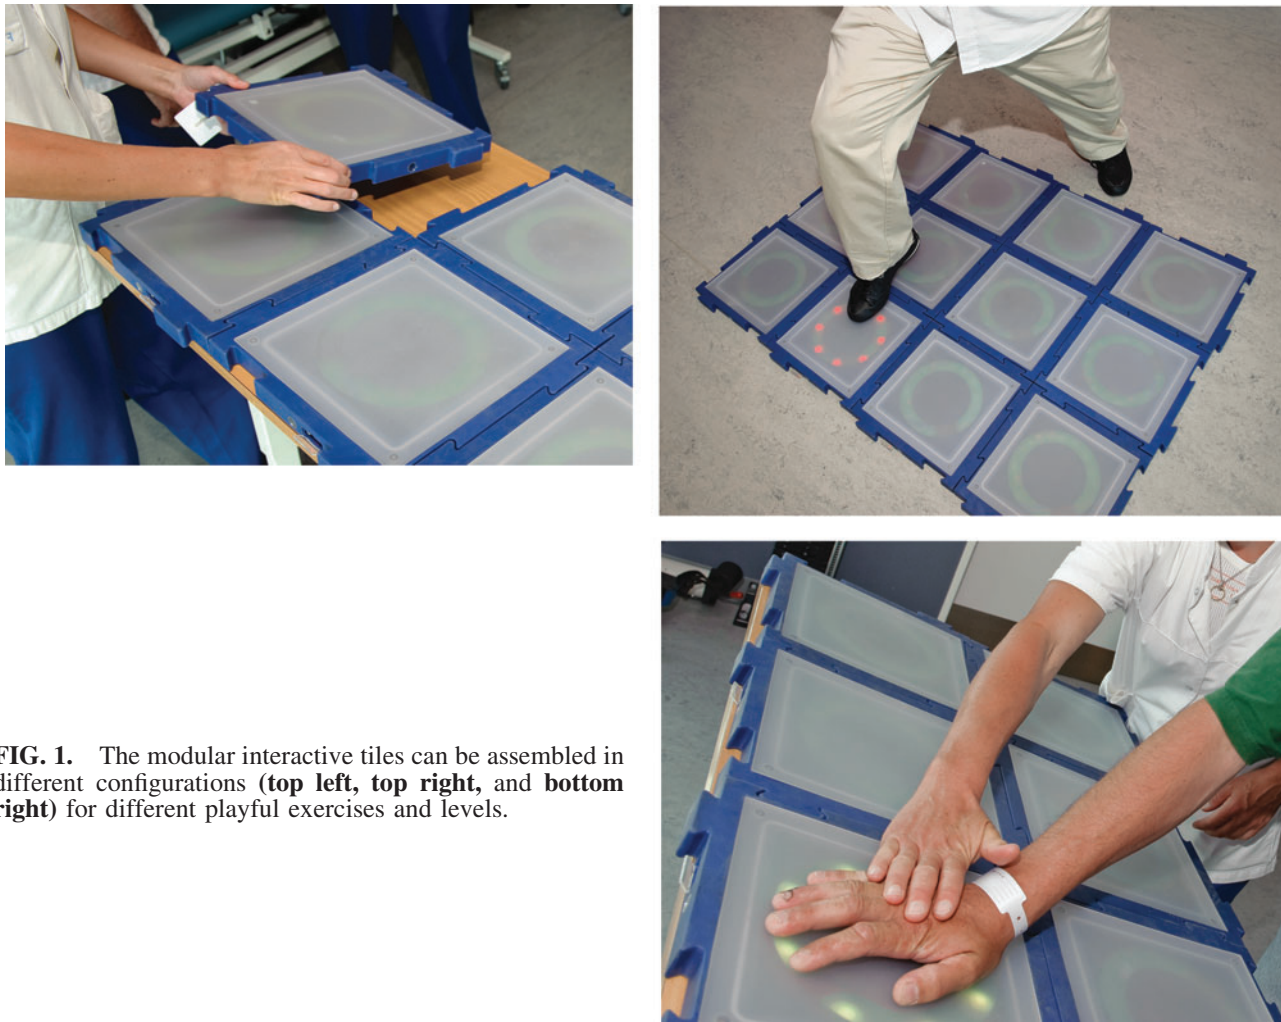 FIG. 1. The modular interactive tiles can be assembled in
different configurations (top left, top right, and bottom
right) for different playful exercises and levels.